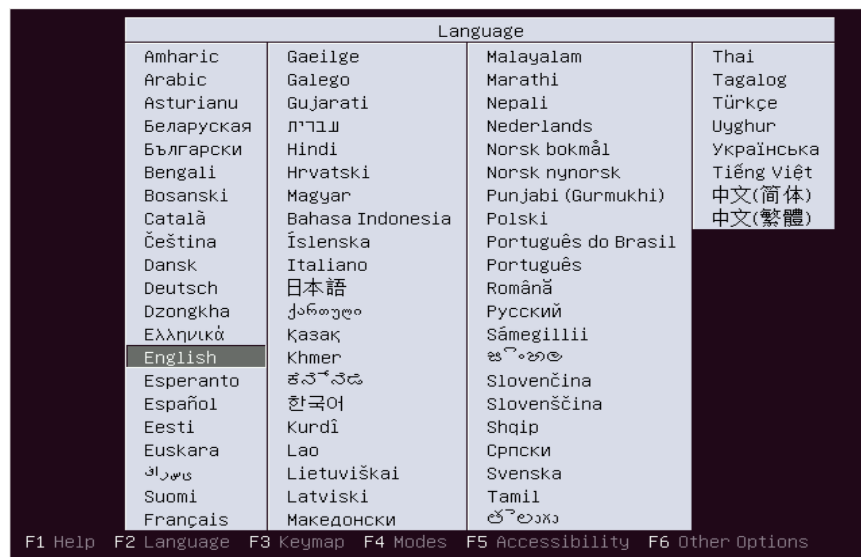 Language
Amharic
Arabic
Asturianu
Беларуская
Български
Bengali
Bosanski
Català
Čeština
Dansk
Deutsch
Dzongkha
Ελληνικά
English
Esperanto
Español
Eesti
Euskara
ﻰﺳﺭﺎﻓ
Suomi
Français
Gaeilge
Galego
Gujarati
עברית
Hindi
Hrvatski
Magyar
Bahasa Indonesia
Íslenska
Italiano
日本語
ქართული
Қазақ
Khmer
ಕನ್ನಡ
한국어
Kurdî
Lao
Lietuviškai
Latviski
Македонски
Malayalam
Marathi
Nepali
Nederlands
Norsk bokmål
Norsk nynorsk
Punjabi (Gurmukhi)
Polski
Português do Brasil
Português
Română
Русский
Sámegillii
සිංහල
Slovenčina
Slovenščina
Shqip
Српски
Svenska
Tamil
తెలుగు
Thai
Tagalog
Türkçe
Uyghur
Українська
Tiếng Việt
中文(简体)
中文(繁體)
F1 Help F2 Language F3 Keymap F4 Modes F5 Accessibility F6 Other Options